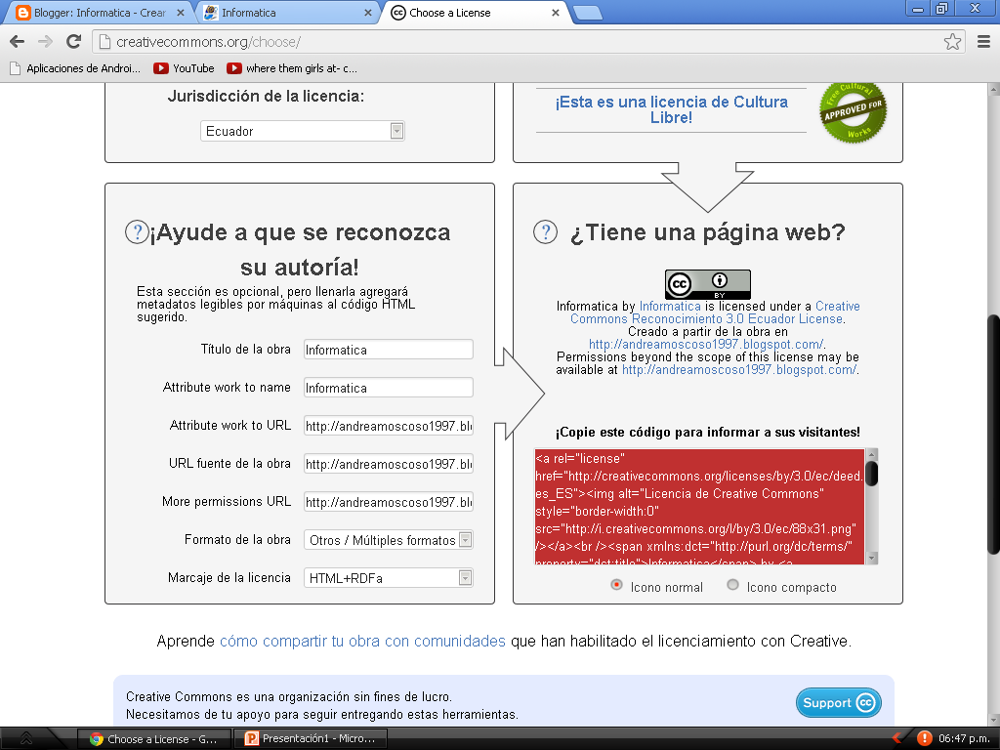 Blogger: Informatica - Crear
Informatica
Choose a License
creativecommons.org/choose/
Aplicaciones de Androi...
YouTube
where them girls at- c...
Jurisdicción de la licencia:
Ecuador
¡Esta es una licencia de Cultura
Libre!
Free Cultural
APPROVED FOR
Works
¡Ayude a que se reconozca
su autoría!
Esta sección es opcional, pero llenarla agregará
metadatos legibles por máquinas al código HTML
sugerido.
Título de la obra Informatica
Attribute work to name Informatica
Attribute work to URL http://andreamoscoso1997.bl
URL fuente de la obra http://andreamoscoso1997.bl
More permissions URL http://andreamoscoso1997.bl
Formato de la obra Otros / Múltiples formatos
Marcaje de la licencia HTML+RDFa
¿Tiene una página web?
cc
BY
Informatica by Informatica is licensed under a Creative
Commons Reconocimiento 3.0 Ecuador License.
Creado a partir de la obra en
http://andreamoscoso1997.blogspot.com/.
Permissions beyond the scope of this license may be
available at http://andreamoscoso1997.blogspot.com/.
¡Copie este código para informar a sus visitantes!
<a rel="license"
href="http://creativecommons.org/licenses/by/3.0/ec/deed.
es_ES"><img alt="Licencia de Creative Commons"
style="border-width:0"
src="http://i.creativecommons.org/l/by/3.0/ec/88x31.png"
/></a><br /><span xmlns:dct="http://purl.org/dc/terms/"
property="dct:title">Informatica</span> by <a
Icono normal Icono compacto
Aprende cómo compartir tu obra con comunidades que han habilitado el licenciamiento con Creative.
Creative Commons es una organización sin fines de lucro.
Necesitamos de tu apoyo para seguir entregando estas herramientas.
Support cc
Choose a License - G...
Presentación1 - Micro...
06:47 p.m.